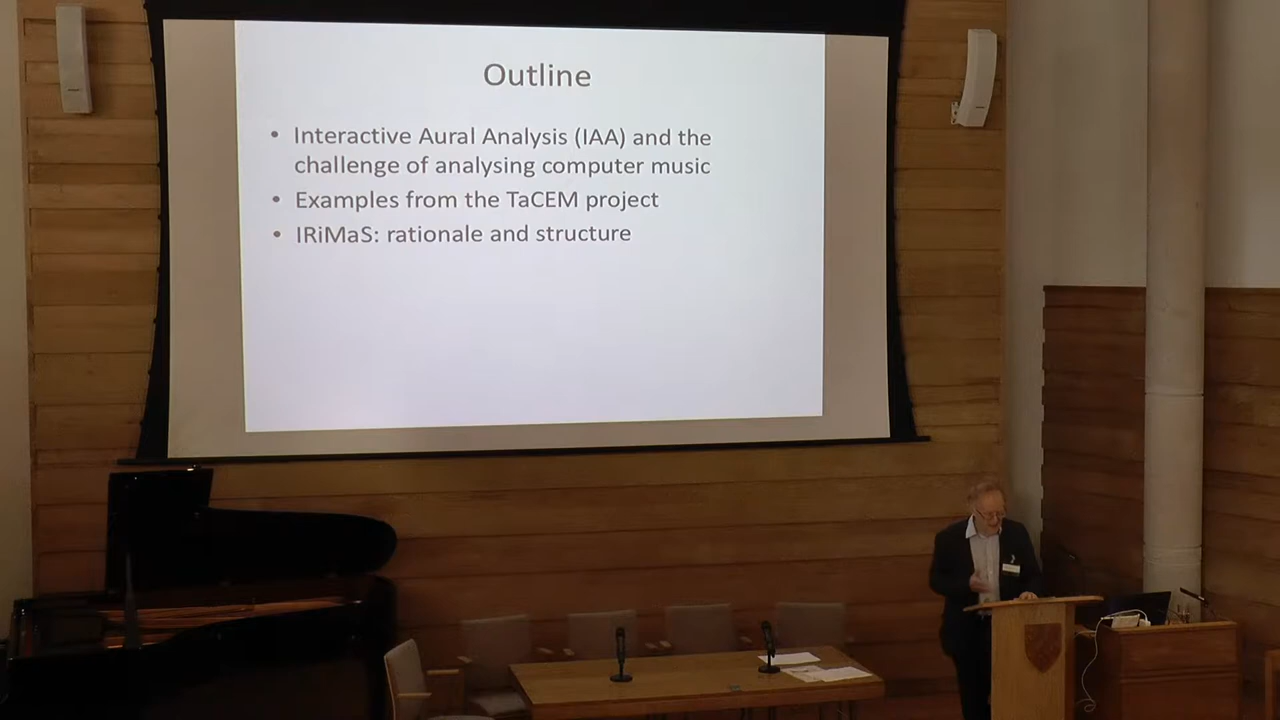 Outline
• Interactive Aural Analysis (IAA) and the
challenge of analysing computer music
• Examples from the TaCEM project
• IRiMaS: rationale and structure